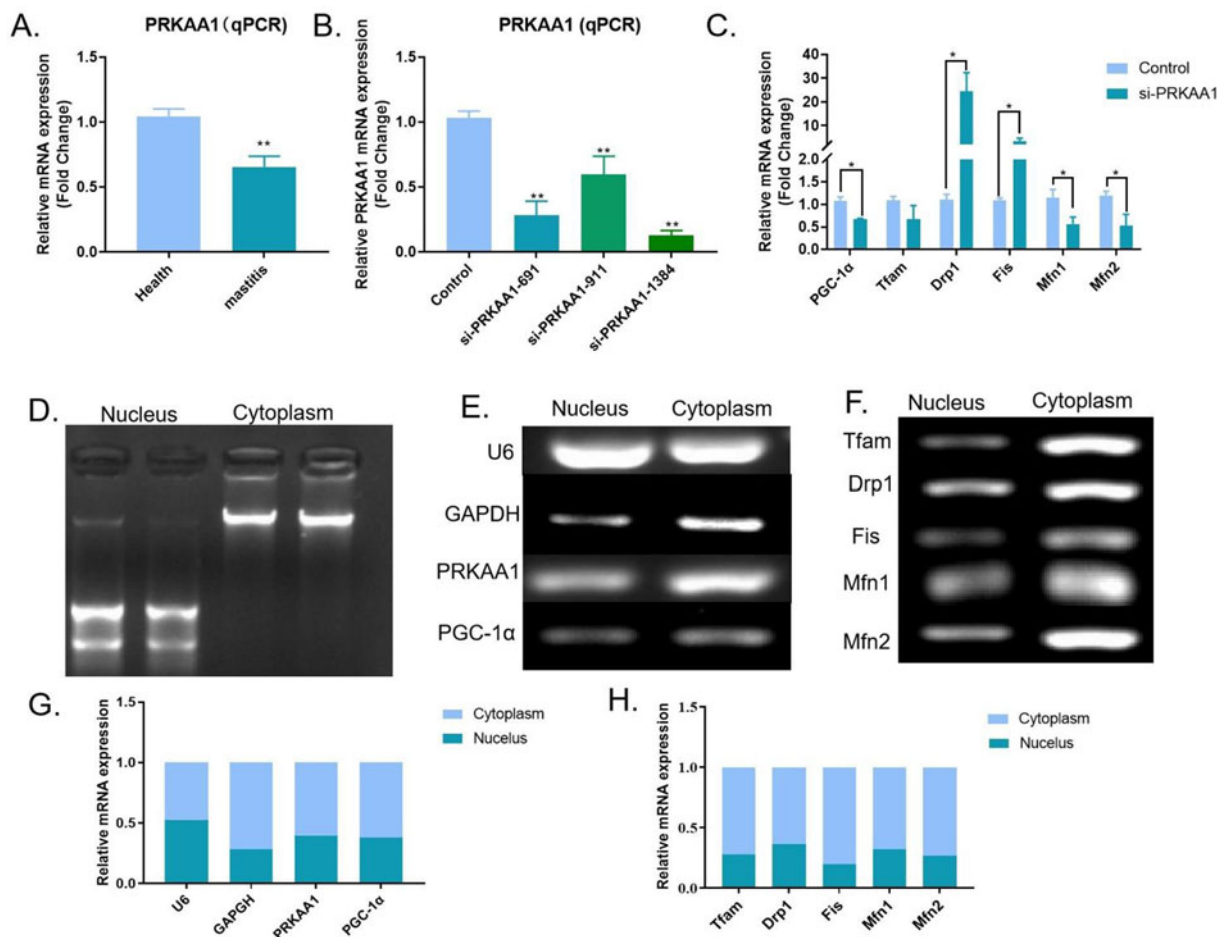 A.
PRKAA1（qPCR)
Relative mRNA expression
(Fold Change)
1.5
1.0
0.5
0.0
**
Health
mastitis
B.
PRKAA1 (qPCR)
Relative PRKAA1 mRNA expression
(Fold Change)
1.5
1.0
0.5
0.0
**
**
**
Control
si-PRKAA1-691
si-PRKAA1-911
si-PRKAA1-1384
C.
Relative mRNA expression
(Fold Change)
40
30
20
10
2.0
1.5
1.0
0.5
0.0
*
*
*
*
*
PGC-1α
Tfam
Drp1
Fis
Mfn1
Mfn2
Control
si-PRKAA1
D.
Nucleus Cytoplasm
E.
Nucleus Cytoplasm
U6
GAPDH
PRKAA1
PGC-1α
F.
Nucleus Cytoplasm
Tfam
Drp1
Fis
Mfn1
Mfn2
G.
Relative mRNA expression
1.5
1.0
0.5
0.0
U6
GAPGH
PRKAA1
PGC-1α
Cytoplasm
Nucelus
H.
Relative mRNA expression
1.5
1.0
0.5
0.0
Tfam
Drp1
Fis
Mfn1
Mfn2
Cytoplasm
Nucelus